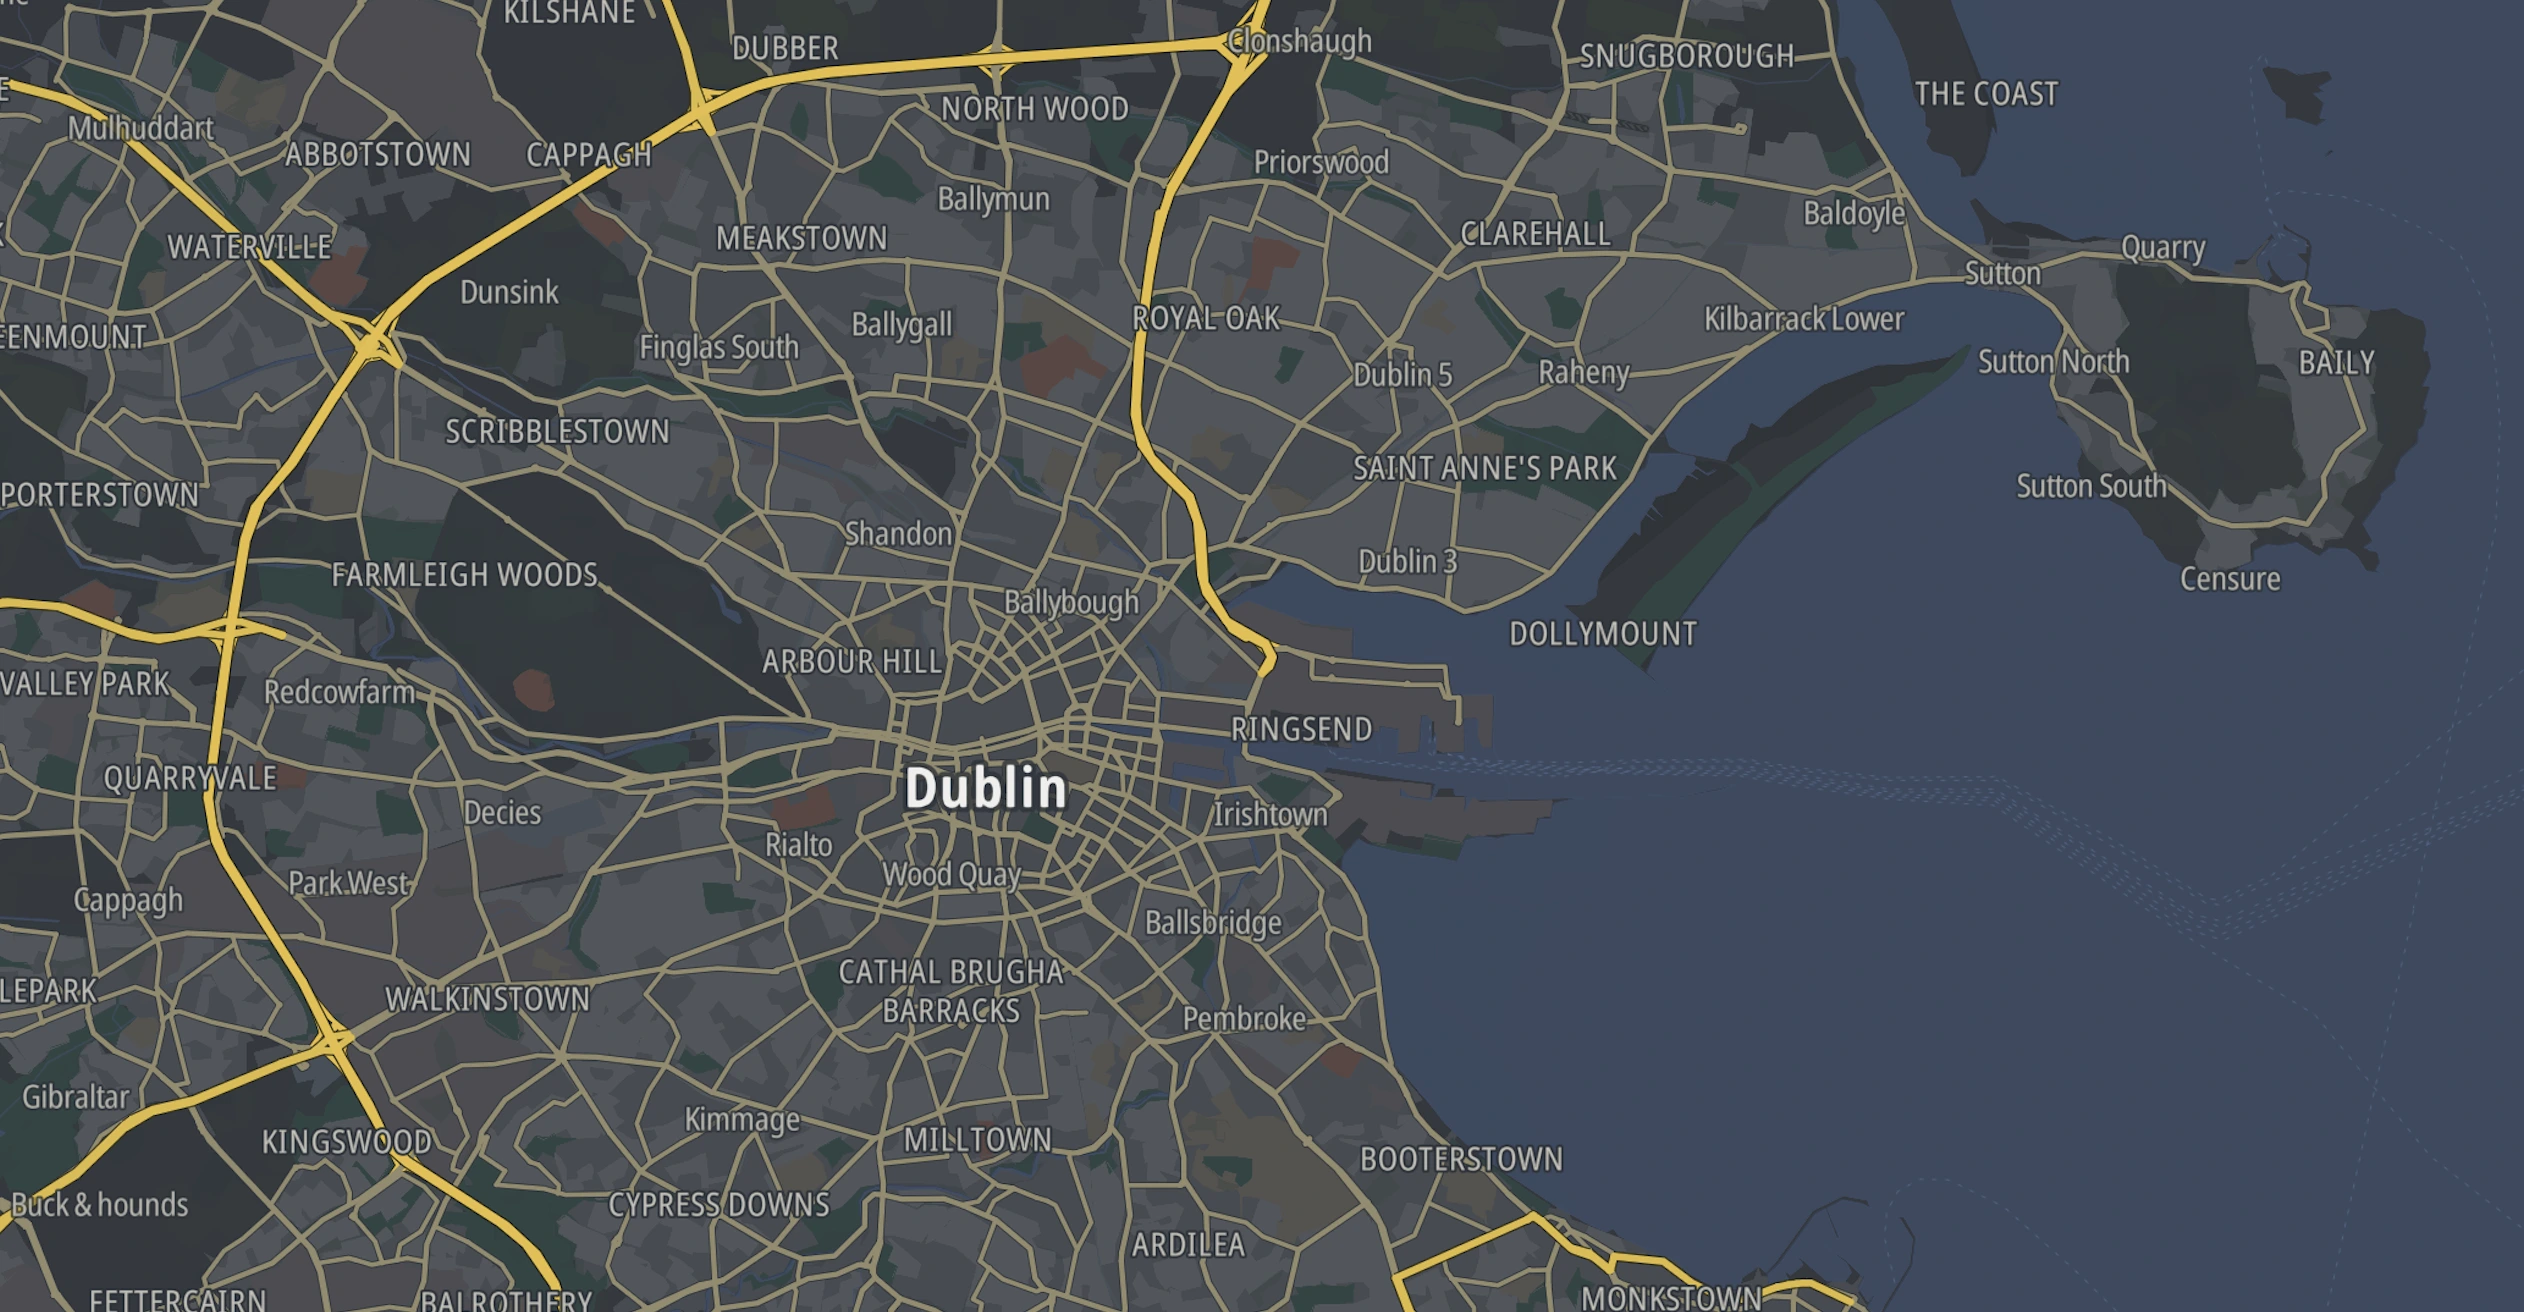 KILSHANE
DUBBER
Clonshaugh
SNUGBOROUGH
THE COAST
NORTH WOOD
Mulhuddart
ABBOTSTOWN
CAPPAGH
Priorswood
Ballymun
Baldoyle
MEAKSTOWN
CLAREHALL
WATERVILLE
Quarry
Sutton
Dunsink
ROYAL OAK
Kilbarrack Lower
Ballygall
EENMOUNT
Finglas South
Sutton North
BAILY
Dublin 5
Raheny
SCRIBBLESTOWN
SAINT ANNE'S PARK
Sutton South
PORTERSTOWN
Shandon
Dublin 3
FARMLEIGH WOODS
Censure
Ballybough
DOLLYMOUNT
ARBOUR HILL
VALLEY PARK
Redcowfarm
RINGSEND
QUARRYVALE
Dublin
Decies
Irishtown
Rialto
Wood Quay
Park West
Cappagh
Ballsbridge
CATHAL BRUGHA
BARRACKS
LEPARK
WALKINSTOWN
Pembroke
Gibraltar
Kimmage
KINGSWOOD
MILLTOWN
BOOTERSTOWN
Buck & hounds
CYPRESS DOWNS
ARDILEA
FETTERCAIRN
BALROTHERY
MONKSTOWN